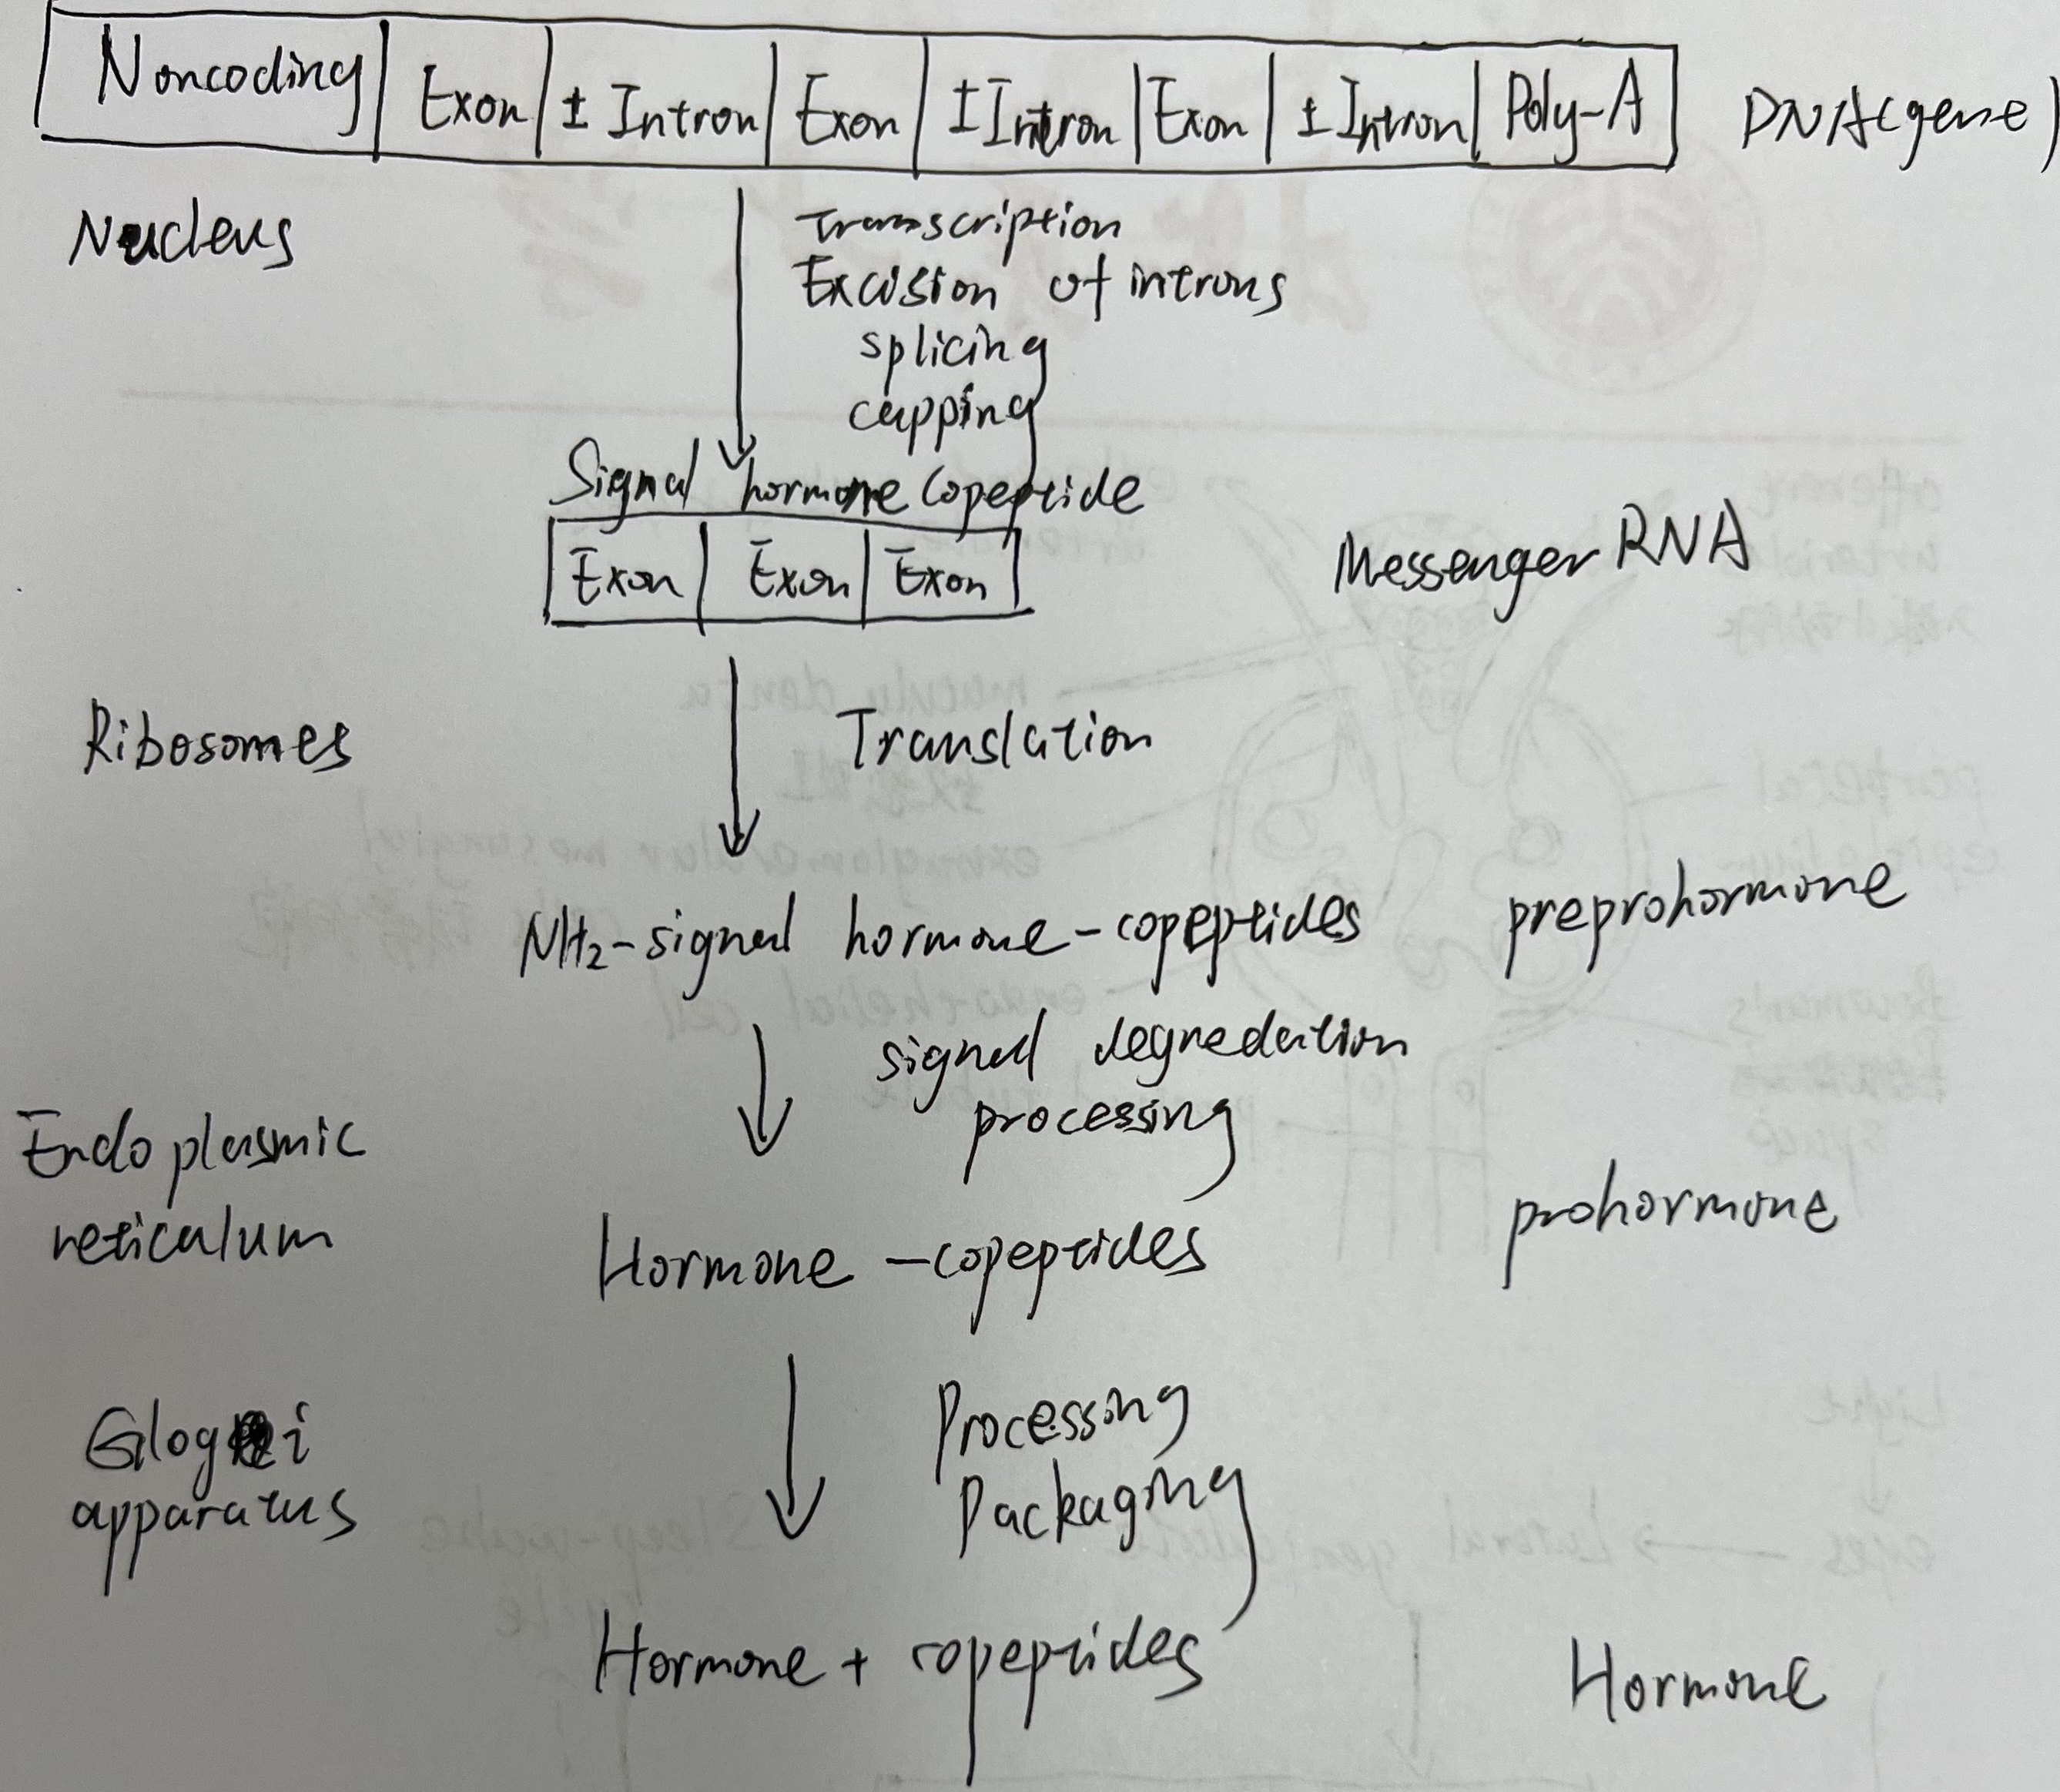 Noncoding Exon ± Intron Exon ± Intron Exon ± Intron Poly-A DNA(gene)
Nucleus
Transcription
Excision of introns
splicing
capping
Signal hormone copeptide
Exon Exon Exon
Messenger RNA
Ribosomes
Translation
NH2-signal hormone-copeptides preprohormone
signal degredation
processing
Endoplasmic
reticulum
Hormone -copeptides prohormone
Processing
Packaging
apparatus
Hormone + copeptides Hormone